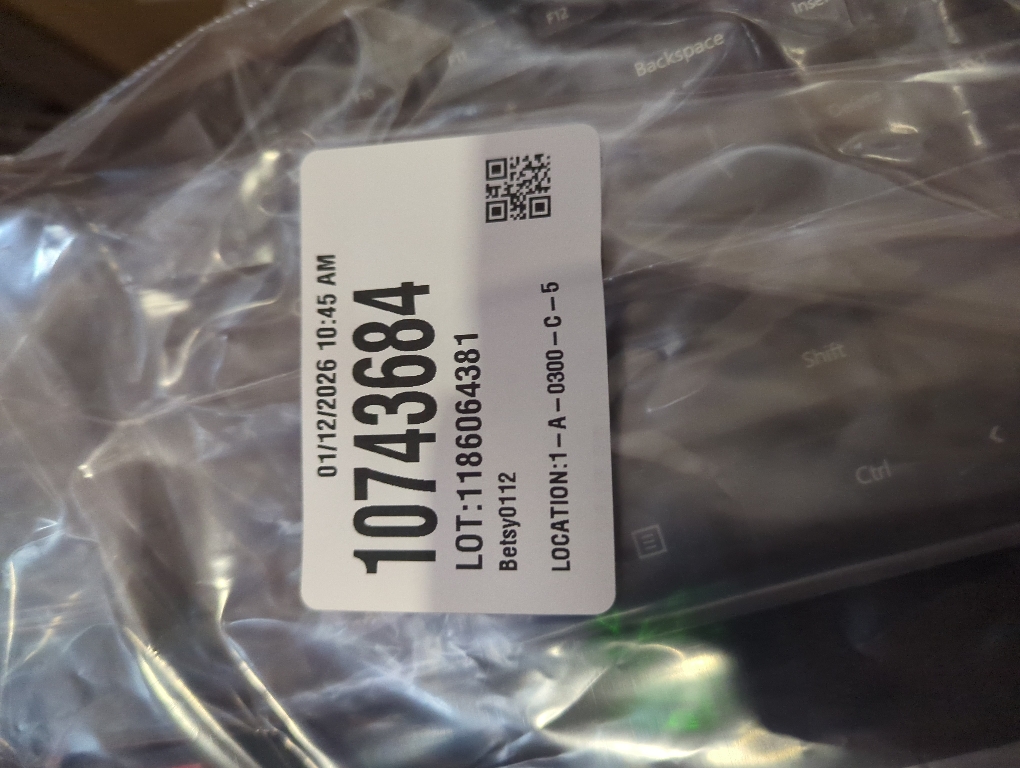 01/12/2026 10:45 AM
10743684
LOT:1186064381
Betsy0112
LOCATION:1-A-0300-C-5
F12
Backspace
Shift
Ctrl